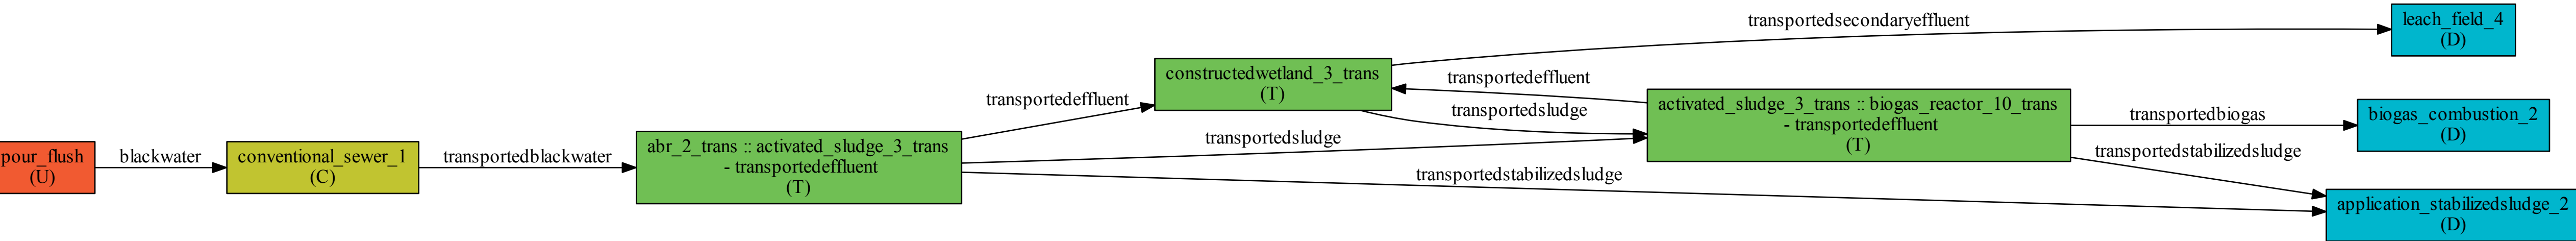 pour_flush
(U)
blackwater
conventional_sewer_1
(C)
transportedblackwater
abr_2_trans :: activated_sludge_3_trans
- transportedeffluent
(T)
transportedeffluent
transportedsludge
transportedstabilizedsludge
constructedwetland_3_trans
(T)
transportedsecondaryeffluent
transportedeffluent
transportedsludge
activated_sludge_3_trans :: biogas_reactor_10_trans
- transportedeffluent
(T)
transportedbiogas
transportedstabilizedsludge
leach_field_4
(D)
biogas_combustion_2
(D)
application_stabilizedsludge_2
(D)